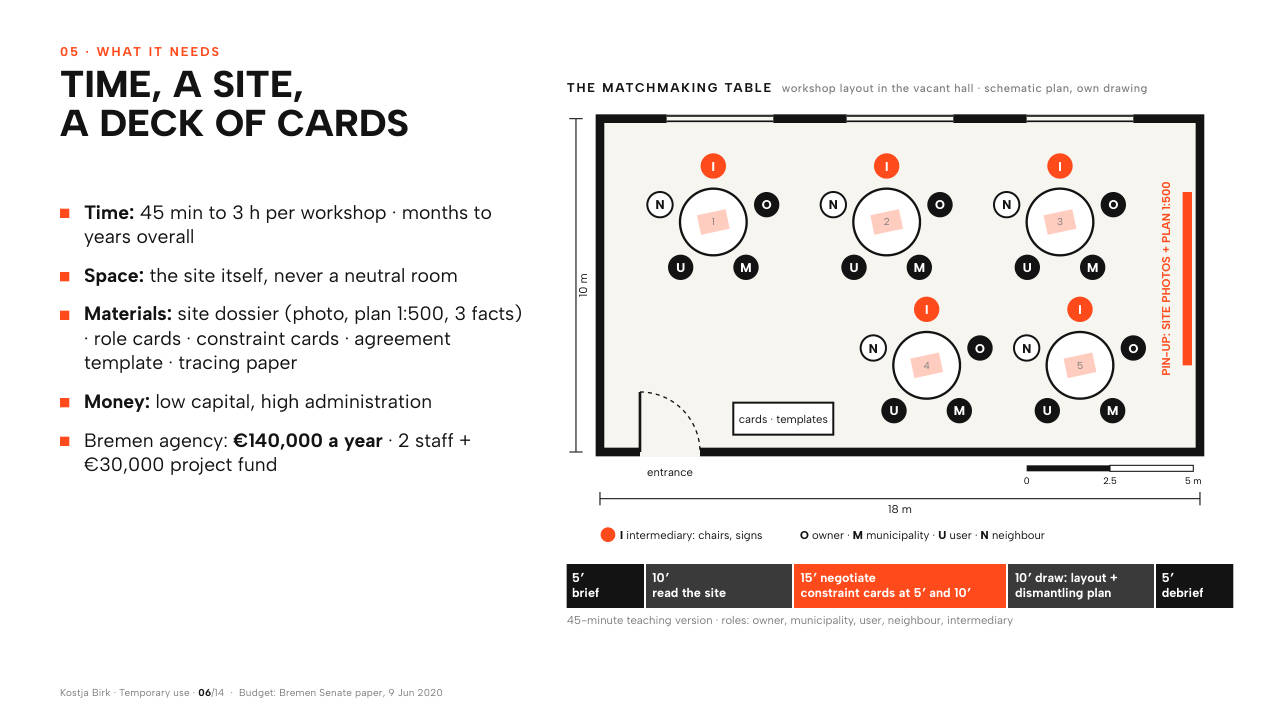 05 · WHAT IT NEEDS
TIME, A SITE,
A DECK OF CARDS
Time: 45 min to 3 h per workshop · months to
years overall
Space: the site itself, never a neutral room
Materials: site dossier (photo, plan 1:500, 3 facts)
· role cards · constraint cards · agreement
template · tracing paper
Money: low capital, high administration
Bremen agency: €140,000 a year · 2 staff +
€30,000 project fund
THE MATCHMAKING TABLE workshop layout in the vacant hall · schematic plan, own drawing
10 m
I
N
O
1
U
M
I
N
O
2
U
M
I
N
O
3
U
M
I
N
O
4
U
M
I
N
O
5
U
M
PIN-UP: SITE PHOTOS + PLAN 1:500
cards · templates
entrance
0 2.5 5 m
18 m
I intermediary: chairs, signs
O owner · M municipality · U user · N neighbour
5′
brief
10′
read the site
15′ negotiate
constraint cards at 5′ and 10′
10′ draw: layout +
dismantling plan
5′
debrief
45-minute teaching version · roles: owner, municipality, user, neighbour, intermediary
Kostja Birk · Temporary use · 06/14 · Budget: Bremen Senate paper, 9 Jun 2020